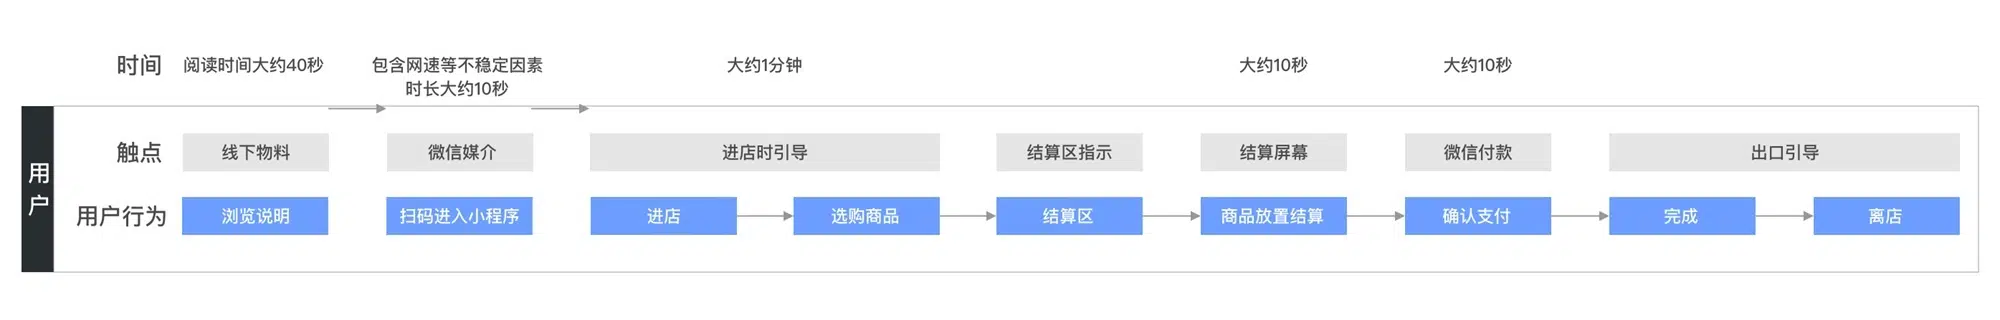 时间
阅读时间大约40秒
包含网速等不稳定因素
时长大约10秒
大约1分钟
大约10秒
大约10秒
用户
触点
线下物料
微信媒介
进店时引导
结算区指示
结算屏幕
微信付款
出口引导
用户行为
浏览说明
扫码进入小程序
进店
选购商品
结算区
商品放置结算
确认支付
完成
离店